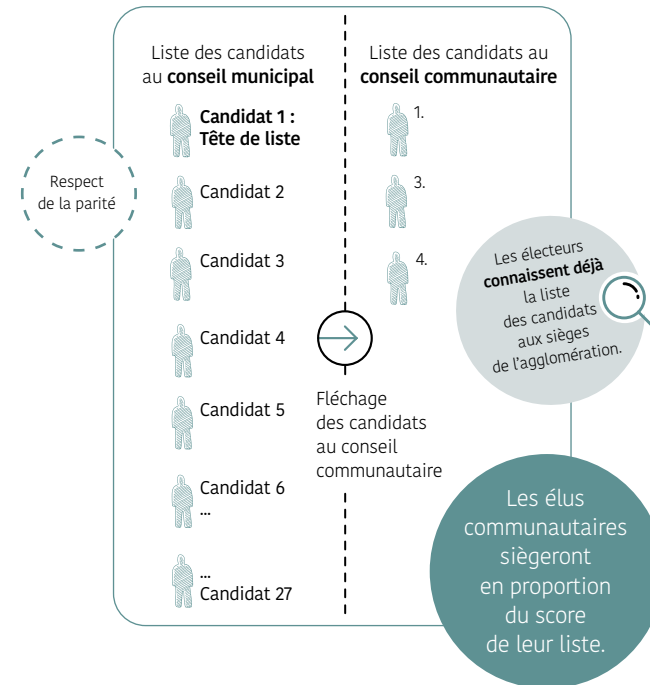 Liste des candidats
au conseil municipal
Candidat 1 :
Tête de liste
Candidat 2
Candidat 3
Candidat 4
Candidat 5
Candidat 6
...
...
Candidat 27
Respect
de la parité
Fléchage
des candidats
au conseil
communautaire
Liste des candidats au
conseil communautaire
1.
3.
4.
Les électeurs
connaissent déjà
la liste
des candidats
aux sièges
de l'agglomération.
Les élus
communautaires
siègeront
en proportion
du score
de leur liste.